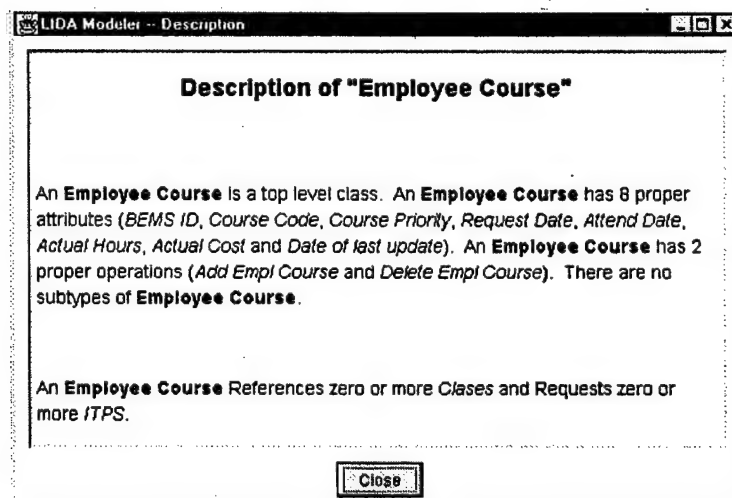 LIDA Modeler -- Description
Description of "Employee Course"
An Employee Course is a top level class. An Employee Course has 8 proper
attributes (BEMS ID, Course Code, Course Priority, Request Date, Attend Date,
Actual Hours, Actual Cost and Date of last update). An Employee Course has 2
proper operations (Add Empl Course and Delete Empl Course). There are no
subtypes of Employee Course.
An Employee Course References zero or more Clases and Requests zero or
more ITPS.
Close